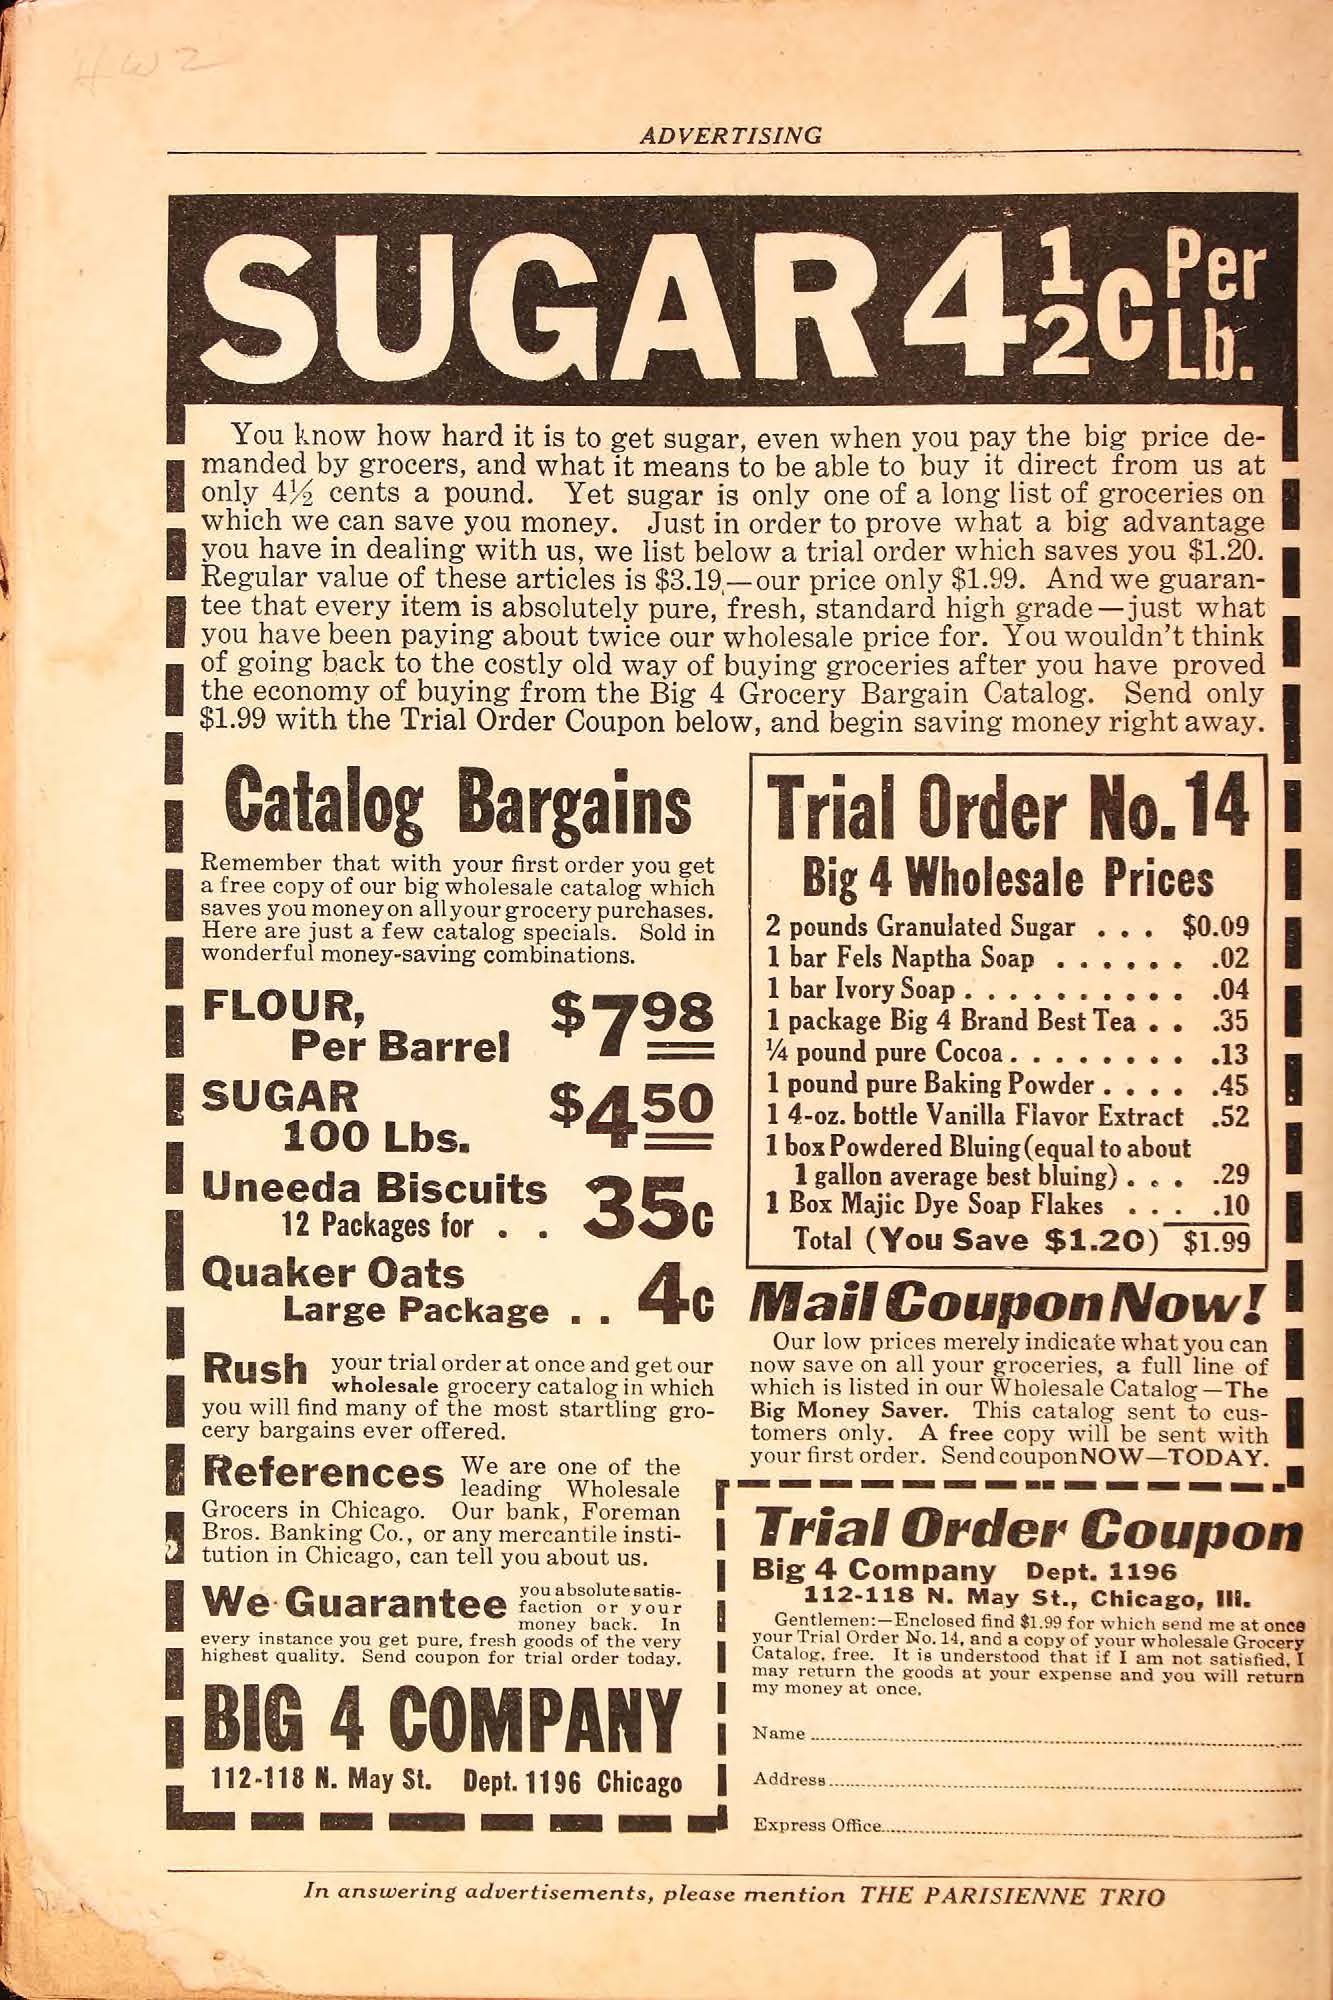 HW2
ADVERTISING
SUGAR 4½c Per Lb.
You know how hard it is to get sugar, even when you pay the big price de-
manded by grocers, and what it means to be able to buy it direct from us at
only 4½ cents a pound. Yet sugar is only one of a long list of groceries on
which we can save you money. Just in order to prove what a big advantage
you have in dealing with us, we list below a trial order which saves you $1.20.
Regular value of these articles is $3.19,—our price only $1.99. And we guaran-
tee that every item is absolutely pure, fresh, standard high grade—just what
you have been paying about twice our wholesale price for. You wouldn't think
of going back to the costly old way of buying groceries after you have proved
the economy of buying from the Big 4 Grocery Bargain Catalog. Send only
$1.99 with the Trial Order Coupon below, and begin saving money right away.
Catalog Bargains
Remember that with your first order you get
a free copy of our big wholesale catalog which
saves you money on all your grocery purchases.
Here are just a few catalog specials. Sold in
wonderful money-saving combinations.
FLOUR,
Per Barrel $7 98
SUGAR
100 Lbs. $4 50
Uneeda Biscuits
12 Packages for . . 35c
Quaker Oats
Large Package . . 4c
Rush your trial order at once and get our
wholesale grocery catalog in which
you will find many of the most startling gro-
cery bargains ever offered.
References We are one of the
leading Wholesale
Grocers in Chicago. Our bank, Foreman
Bros. Banking Co., or any mercantile insti-
tution in Chicago, can tell you about us.
We Guarantee you absolute satis-
faction or your
money back. In
every instance you get pure, fresh goods of the very
highest quality. Send coupon for trial order today.
BIG 4 COMPANY
112-118 N. May St. Dept. 1196 Chicago
Trial Order No. 14
Big 4 Wholesale Prices
2 pounds Granulated Sugar . . . $0.09
1 bar Fels Naptha Soap . . . . . . .02
1 bar Ivory Soap . . . . . . . . . . .04
1 package Big 4 Brand Best Tea . . .35
¼ pound pure Cocoa . . . . . . . . .13
1 pound pure Baking Powder . . . . .45
1 4-oz. bottle Vanilla Flavor Extract .52
1 box Powdered Bluing (equal to about
1 gallon average best bluing) . . . .29
1 Box Majic Dye Soap Flakes . . . .10
Total (You Save $1.20) $1.99
Mail Coupon Now!
Our low prices merely indicate what you can
now save on all your groceries, a full line of
which is listed in our Wholesale Catalog—The
Big Money Saver. This catalog sent to cus-
tomers only. A free copy will be sent with
your first order. Send coupon NOW—TODAY.
Trial Order Coupon
Big 4 Company Dept. 1196
112-118 N. May St., Chicago, Ill.
Gentlemen:—Enclosed find $1.99 for which send me at once
your Trial Order No. 14, and a copy of your wholesale Grocery
Catalog, free. It is understood that if I am not satisfied, I
may return the goods at your expense and you will return
my money at once.
Name
Address
Express Office
In answering advertisements, please mention THE PARISIENNE TRIO